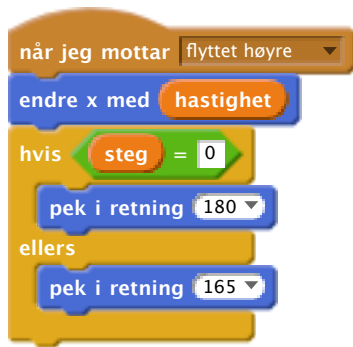 når jeg mottar flyttet høyre
endre x med hastighet
hvis steg = 0
pek i retning 180
ellers
pek i retning 165